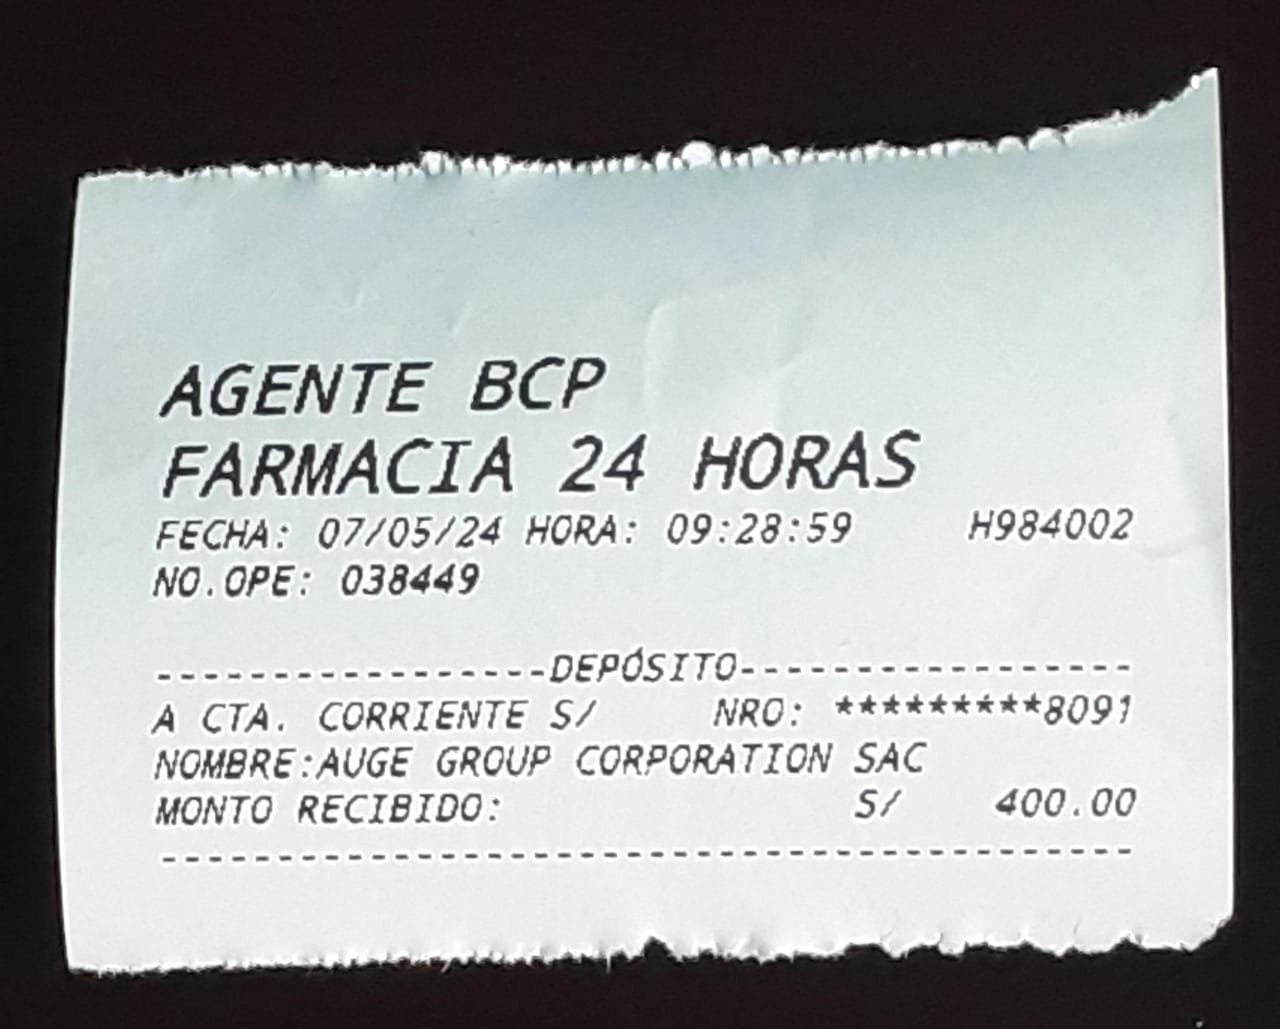 AGENTE BCP
FARMACIA 24 HORAS
FECHA: 07/05/24 HORA: 09:28:59 H984002
NO.OPE: 038449
-----------------DEPÓSITO-----------------
A CTA. CORRIENTE S/ NRO: *********8091
NOMBRE:AUGE GROUP CORPORATION SAC
MONTO RECIBIDO: S/ 400.00
------------------------------------------